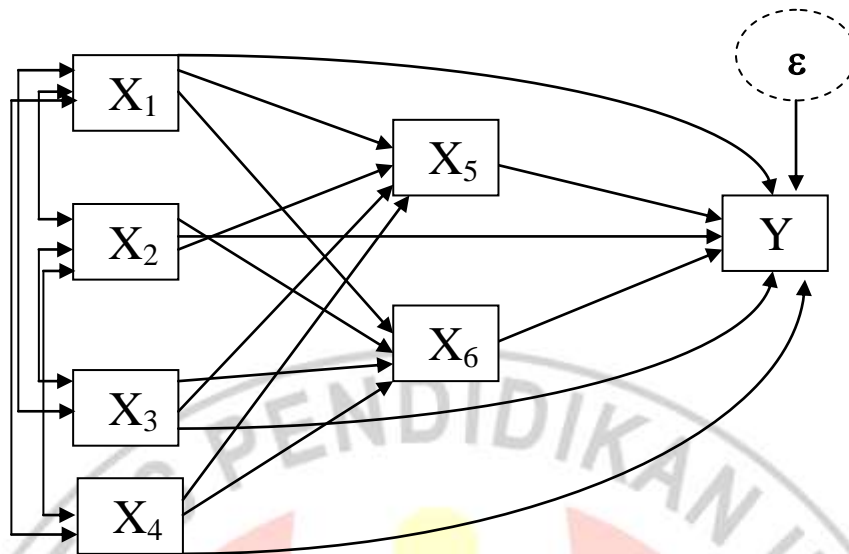 ε
X₁
X₅
X₂
Y
X₆
X₃
X₄
PENDIDIKAN